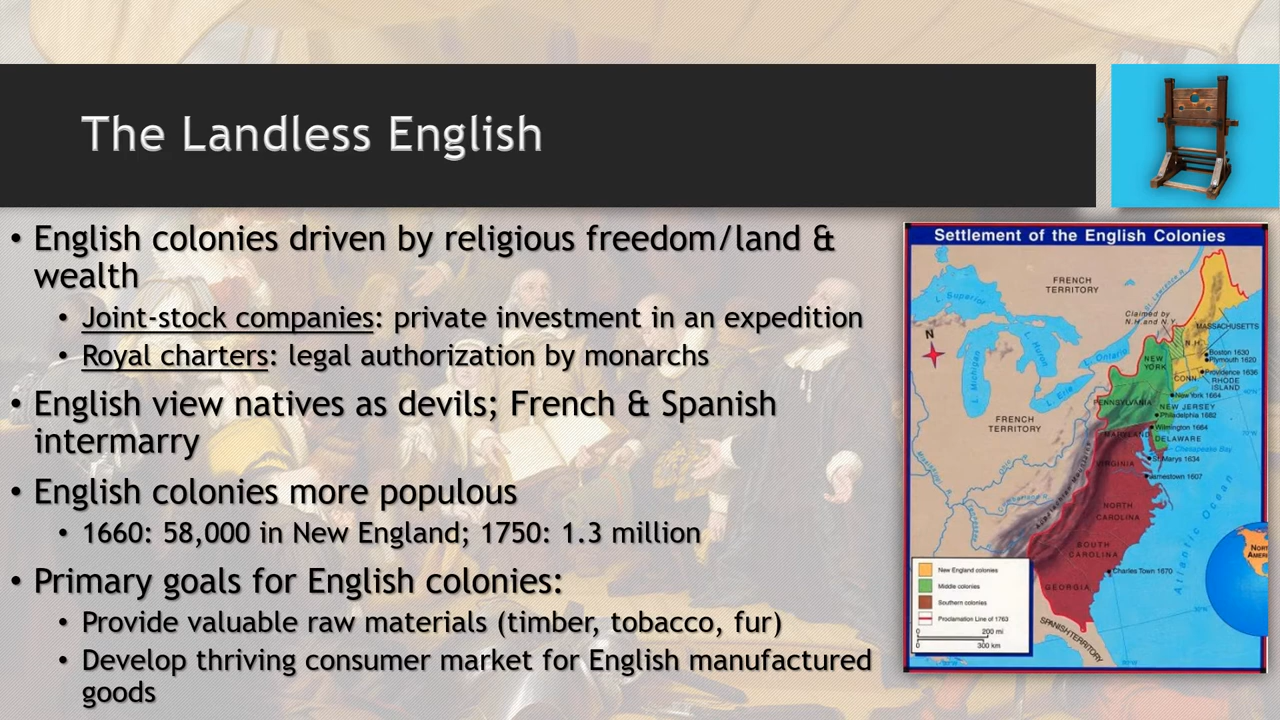 The Landless English
• English colonies driven by religious freedom/land &
wealth
• Joint-stock companies: private investment in an expedition
• Royal charters: legal authorization by monarchs
• English view natives as devils; French & Spanish
intermarry
• English colonies more populous
• 1660: 58,000 in New England; 1750: 1.3 million
• Primary goals for English colonies:
• Provide valuable raw materials (timber, tobacco, fur)
• Develop thriving consumer market for English manufactured
goods
Settlement of the English Colonies
FRENCH
TERRITORY
St. Lawrence R.
L. Superior
Claimed by
N.H. and N.Y.
MASSACHUSETTS
N
N.H.
L. Huron
L. Michigan
L. Ontario
L. Erie
NEW
YORK
Boston 1630
Plymouth 1620
Providence 1636
CONN.
RHODE
ISLAND
New York 1664
PENNSYLVANIA
NEW JERSEY
Philadelphia 1682
FRENCH
TERRITORY
Wilmington 1664
MARYLAND
DELAWARE
Chesapeake Bay
St. Marys 1634
VIRGINIA
Jamestown 1607
NORTH
CAROLINA
SOUTH
CAROLINA
Atlantic Ocean
Charles Town 1670
GEORGIA
SPANISH TERRITORY
New England colonies
Middle colonies
Southern colonies
Proclamation Line of 1763
0 200 mi
0 300 km